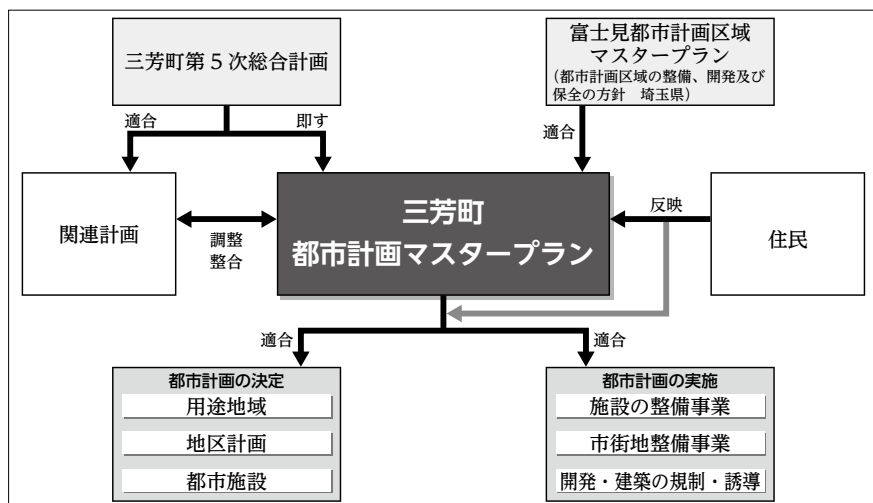 三芳町第5次総合計画
富士見都市計画区域
マスタープラン
（都市計画区域の整備、開発及び
保全の方針　埼玉県）
適合
即す
適合
関連計画
調整
整合
三芳町
都市計画マスタープラン
反映
住民
適合
適合
都市計画の決定
用途地域
地区計画
都市施設
都市計画の実施
施設の整備事業
市街地整備事業
開発・建築の規制・誘導